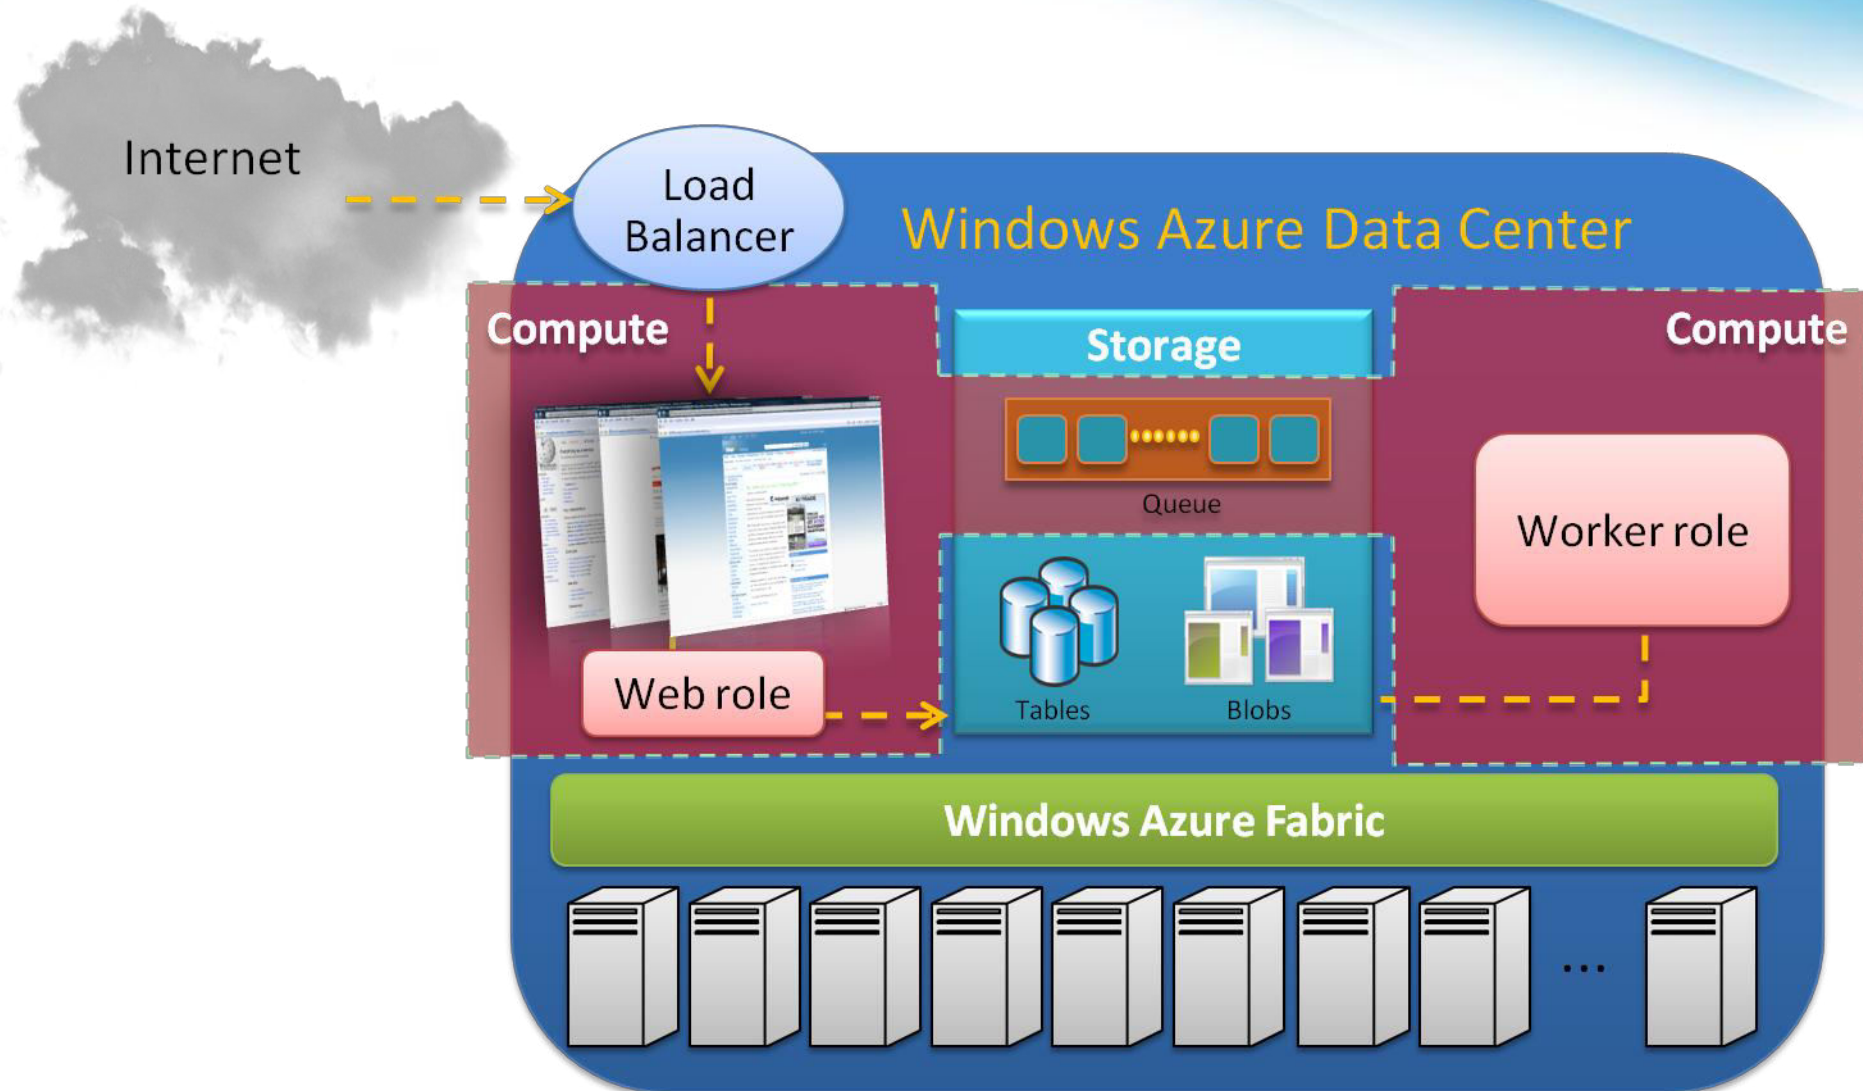 Internet
Load
Balancer
Windows Azure Data Center
Compute
Storage
Compute
Queue
Worker role
Web role
Tables
Blobs
Windows Azure Fabric
...